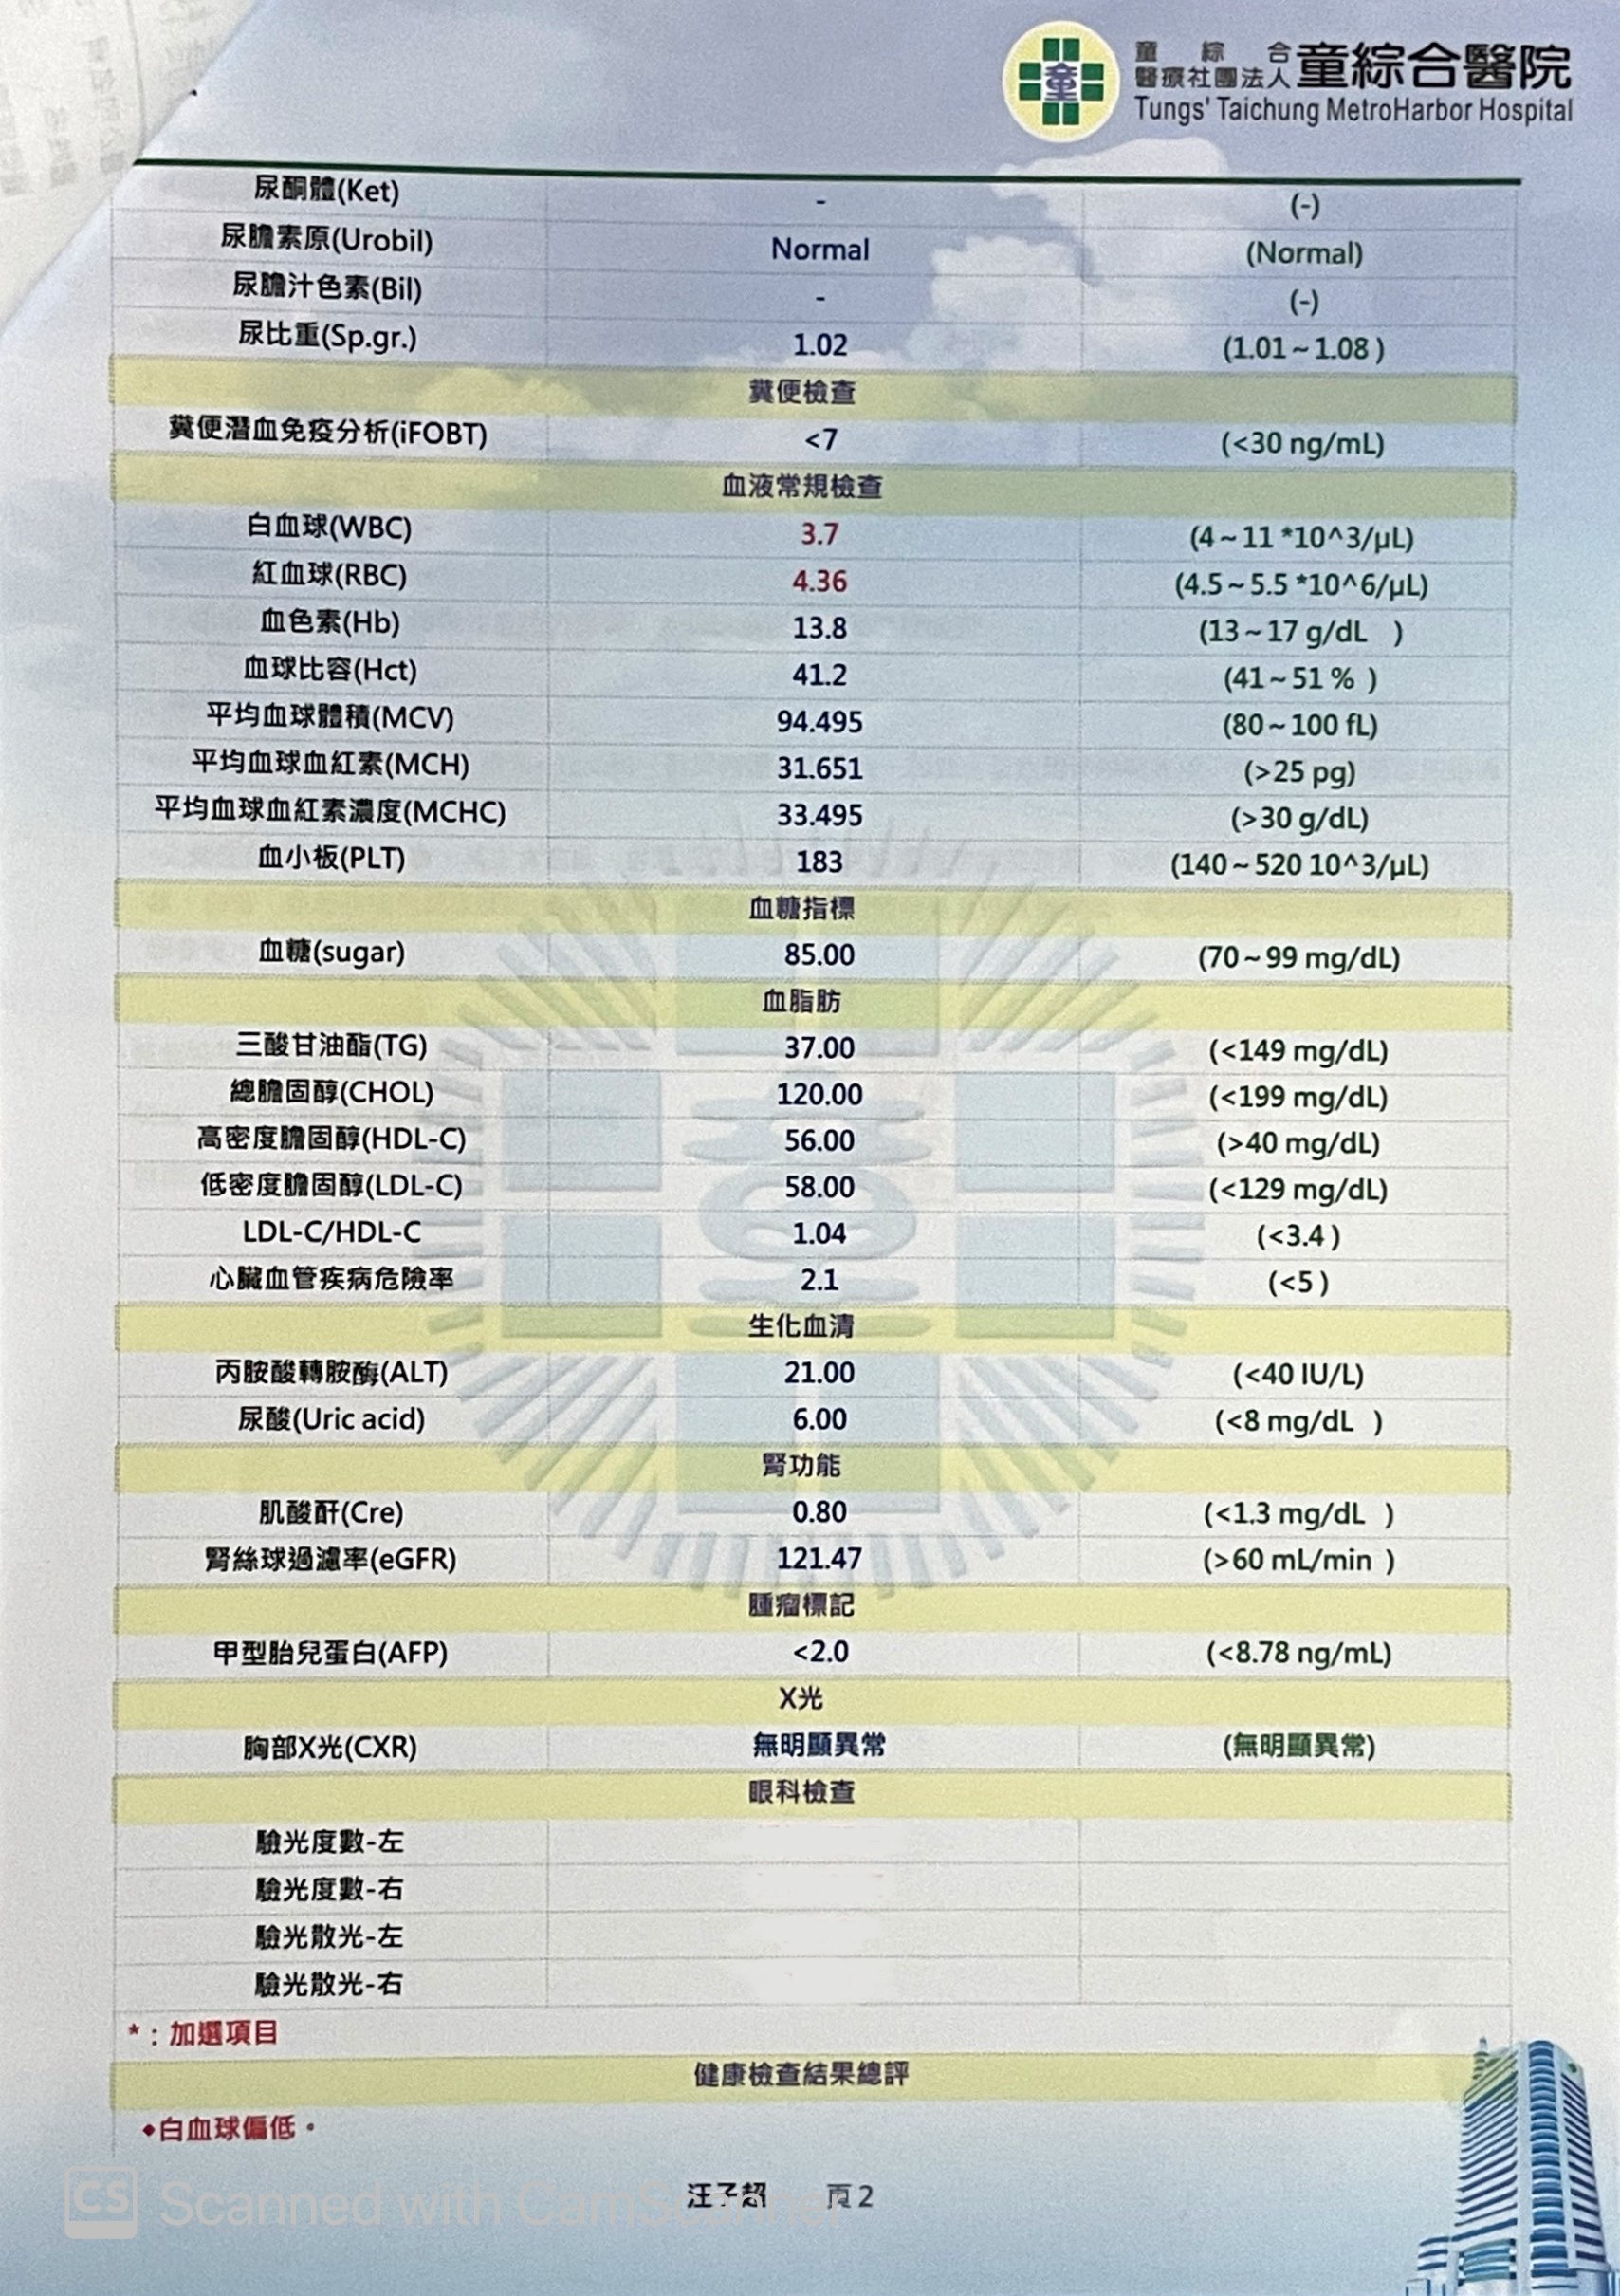 童綜合
醫療社團法人童綜合醫院
Tungs' Taichung MetroHarbor Hospital
尿酮體(Ket) - (-)
尿膽素原(Urobil) Normal (Normal)
尿膽汁色素(Bil) - (-)
尿比重(Sp.gr.) 1.02 (1.01~1.08 )
糞便檢查
糞便潛血免疫分析(iFOBT) <7 (<30 ng/mL)
血液常規檢查
白血球(WBC) 3.7 (4~11 *10^3/μL)
紅血球(RBC) 4.36 (4.5~5.5 *10^6/μL)
血色素(Hb) 13.8 (13~17 g/dL )
血球比容(Hct) 41.2 (41~51 % )
平均血球體積(MCV) 94.495 (80~100 fL)
平均血球血紅素(MCH) 31.651 (>25 pg)
平均血球血紅素濃度(MCHC) 33.495 (>30 g/dL)
血小板(PLT) 183 (140~520 10^3/μL)
血糖指標
血糖(sugar) 85.00 (70~99 mg/dL)
血脂肪
三酸甘油酯(TG) 37.00 (<149 mg/dL)
總膽固醇(CHOL) 120.00 (<199 mg/dL)
高密度膽固醇(HDL-C) 56.00 (>40 mg/dL)
低密度膽固醇(LDL-C) 58.00 (<129 mg/dL)
LDL-C/HDL-C 1.04 (<3.4 )
心臟血管疾病危險率 2.1 (<5 )
生化血清
丙胺酸轉胺酶(ALT) 21.00 (<40 IU/L)
尿酸(Uric acid) 6.00 (<8 mg/dL )
腎功能
肌酸酐(Cre) 0.80 (<1.3 mg/dL )
腎絲球過濾率(eGFR) 121.47 (>60 mL/min )
腫瘤標記
甲型胎兒蛋白(AFP) <2.0 (<8.78 ng/mL)
X光
胸部X光(CXR) 無明顯異常 (無明顯異常)
眼科檢查
驗光度數-左
驗光度數-右
驗光散光-左
驗光散光-右
*：加選項目
健康檢查結果總評
◆白血球偏低。
汪子超 頁2
CS Scanned with CamScanner